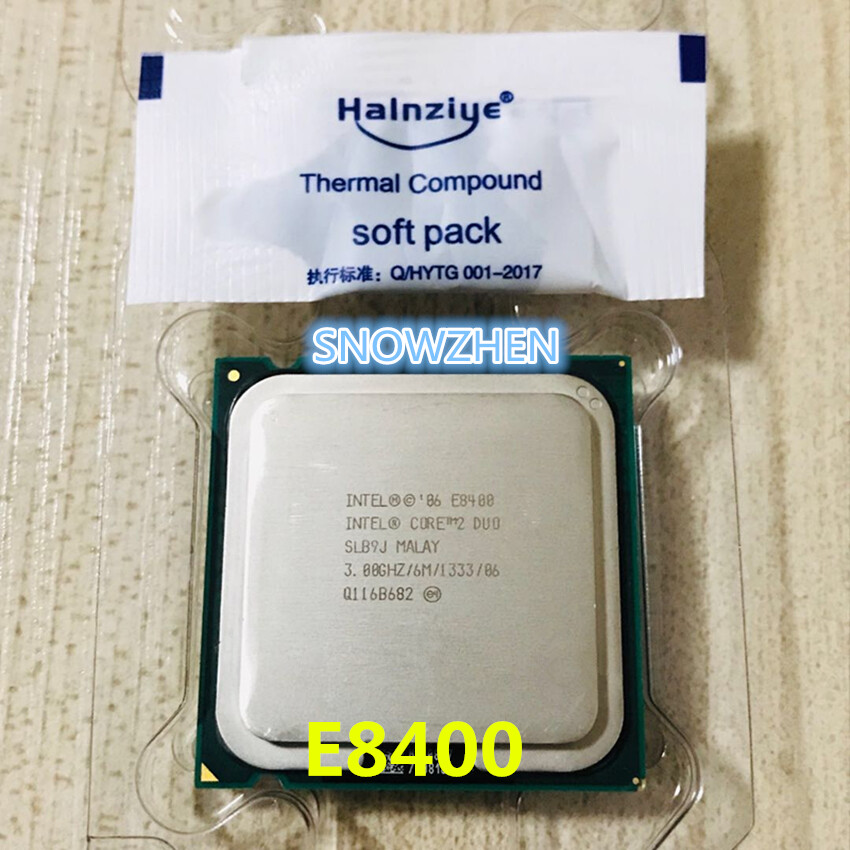 Halnziye®
Thermal Compound
soft pack
执行标准：Q/HYTG 001-2017
SNOWZHEN
INTEL®©'06 E8400
INTEL® CORE™2 DUO
SLB9J MALAY
3.00GHZ/6M/1333/06
Q116B682 ⓔ4
E8400